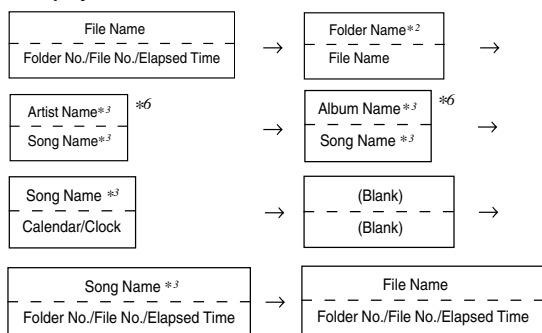 File Name
Folder No./File No./Elapsed Time
→
Folder Name*2
File Name
→
Artist Name*3
Song Name*3
*6
→
Album Name*3
Song Name *3
*6
→
Song Name *3
Calendar/Clock
→
(Blank)
(Blank)
→
Song Name *3
Folder No./File No./Elapsed Time
→
File Name
Folder No./File No./Elapsed Time